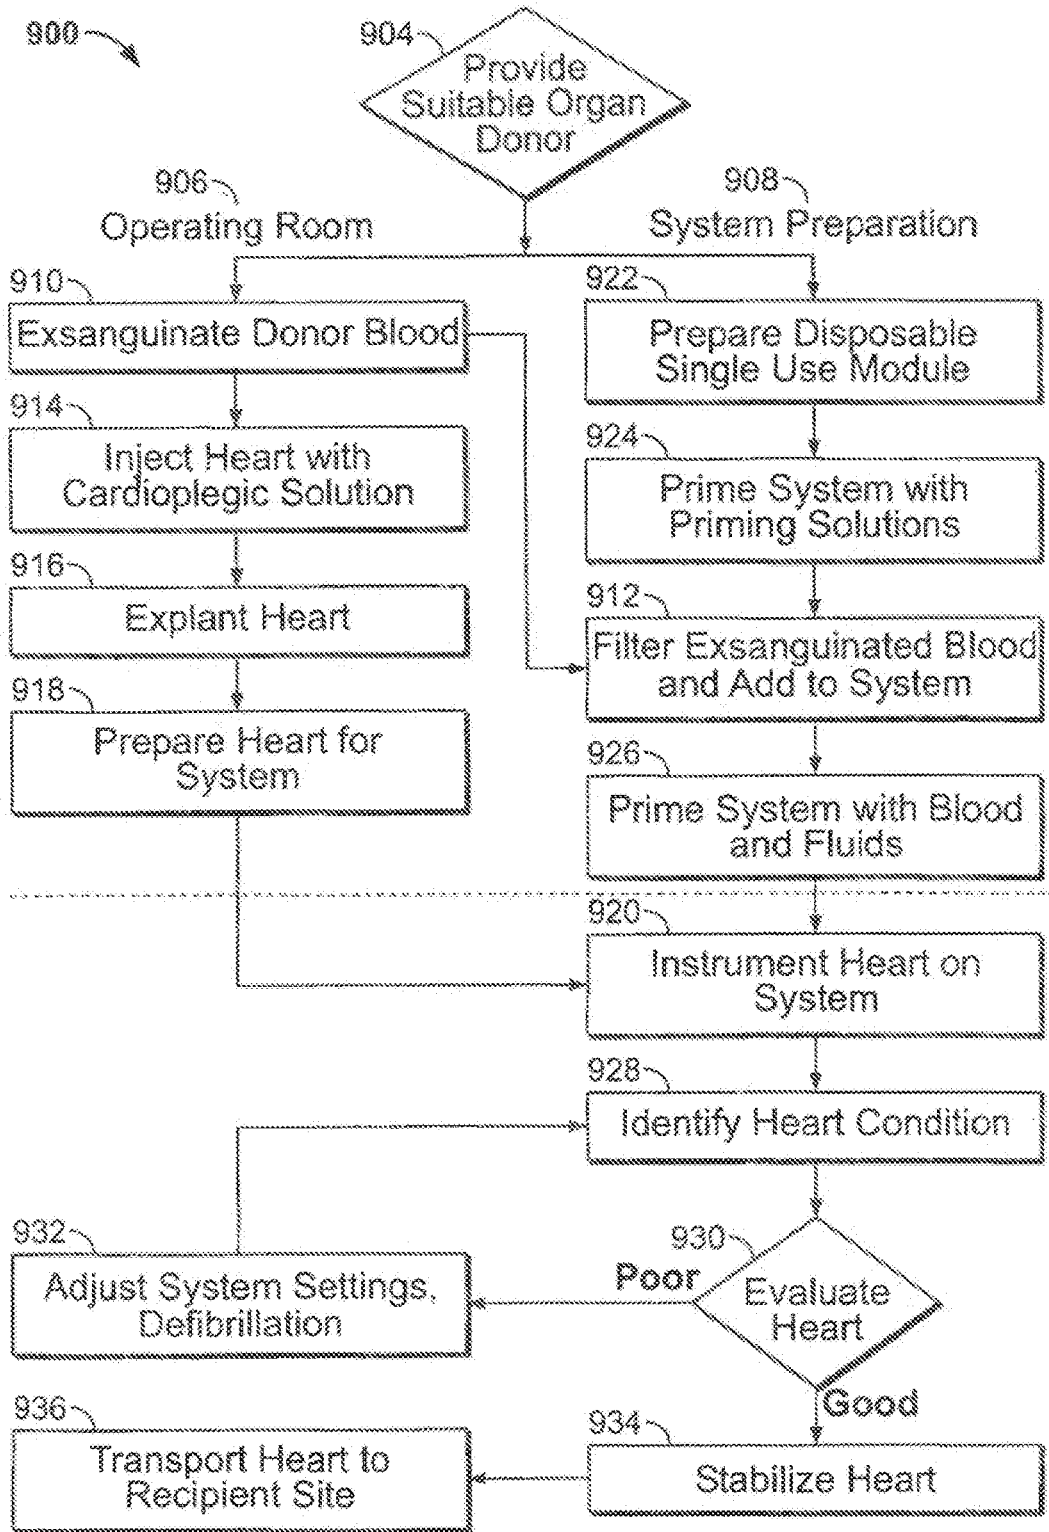 900
904
Provide
Suitable Organ
Donor
906
Operating Room
908
System Preparation
910
Exsanguinate Donor Blood
914
Inject Heart with
Cardioplegic Solution
916
Explant Heart
918
Prepare Heart for
System
922
Prepare Disposable
Single Use Module
924
Prime System with
Priming Solutions
912
Filter Exsanguinated Blood
and Add to System
926
Prime System with Blood
and Fluids
920
Instrument Heart on
System
928
Identify Heart Condition
930
Evaluate
Heart
Poor
932
Adjust System Settings,
Defibrillation
Good
934
Stabilize Heart
936
Transport Heart to
Recipient Site